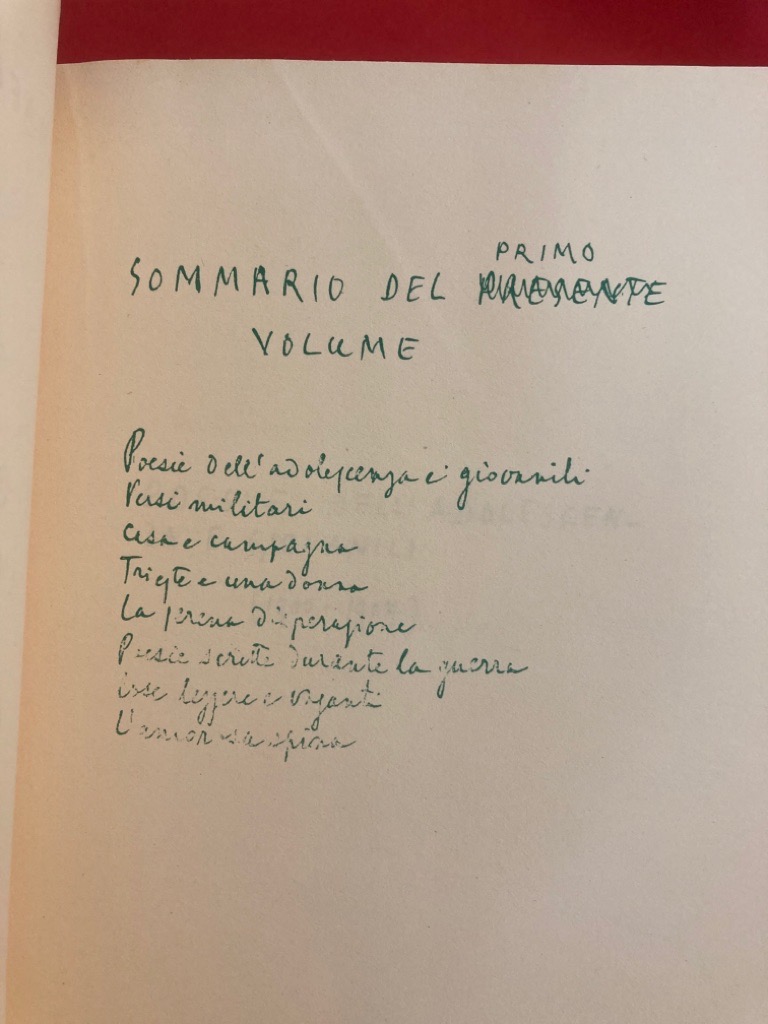 PRIMO
SOMMARIO DEL PRESENTE
VOLUME
Poesie dell'adolescenza e giovanili
Versi militari
Casa e campagna
Trieste e una donna
La serena disperazione
Poesie scritte durante la guerra
Cose leggere e vaganti
L'amorosa spina